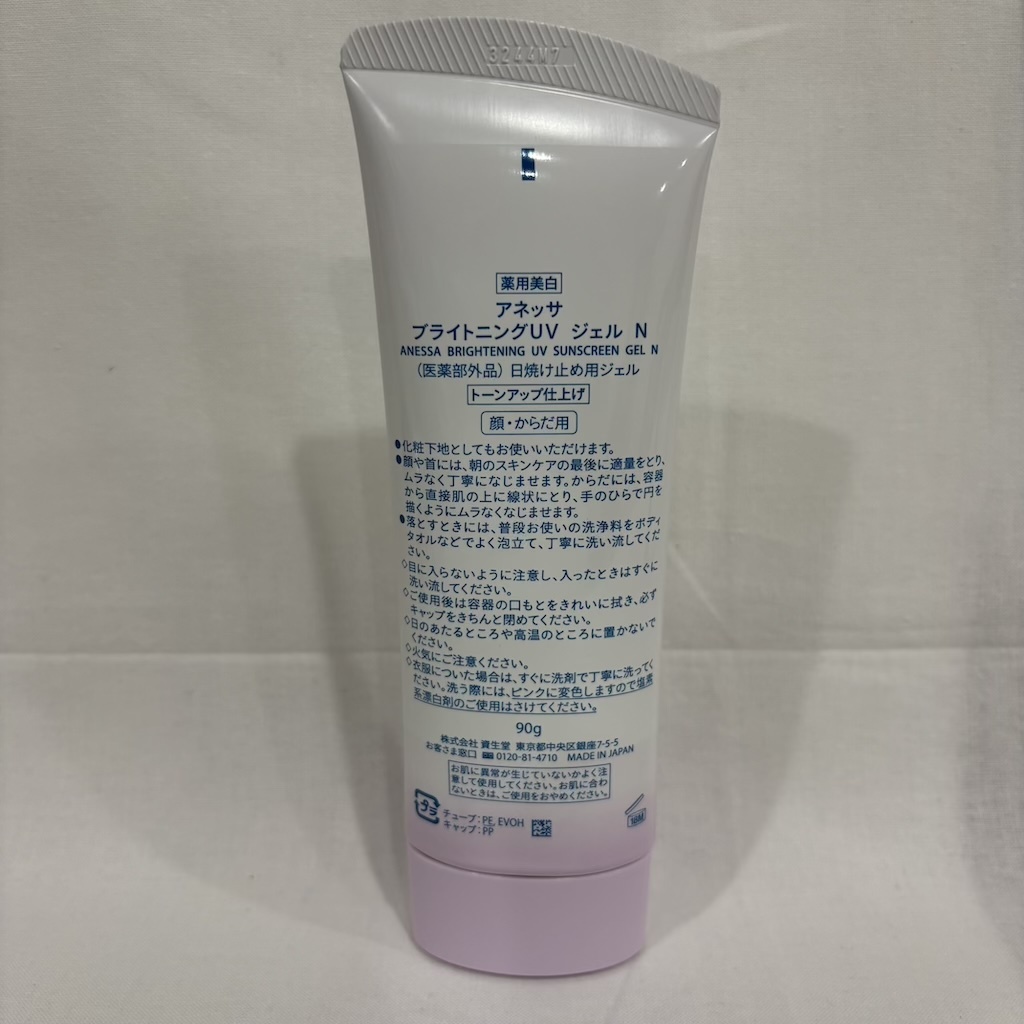 3244M7
薬用美白
アネッサ
ブライトニングUV ジェル N
ANESSA BRIGHTENING UV SUNSCREEN GEL N
（医薬部外品）日焼け止め用ジェル
トーンアップ仕上げ
顔・からだ用
●化粧下地としてもお使いいただけます。
●顔や首には、朝のスキンケアの最後に適量をとり、
ムラなく丁寧になじませます。からだには、容器
から直接肌の上に線状にとり、手のひらで円を
描くようにムラなくなじませます。
●落とすときには、普段お使いの洗浄料をボディ
タオルなどでよく泡立て、丁寧に洗い流してくだ
さい。
◇目に入らないように注意し、入ったときはすぐに
洗い流してください。
◇ご使用後は容器の口もとをきれいに拭き、必ず
キャップをきちんと閉めてください。
◇日のあたるところや高温のところに置かないで
ください。
◇火気にご注意ください。
◇衣服についた場合は、すぐに洗剤で丁寧に洗ってく
ださい。洗う際には、ピンクに変色しますので塩素
系漂白剤のご使用はさけてください。
90g
株式会社 資生堂 東京都中央区銀座7-5-5
お客さま窓口 0120-81-4710 MADE IN JAPAN
お肌に異常が生じていないかよく注
意して使用してください。お肌に合わ
ないときは、ご使用をおやめください。
プラ
チューブ：PE, EVOH
キャップ：PP
18M